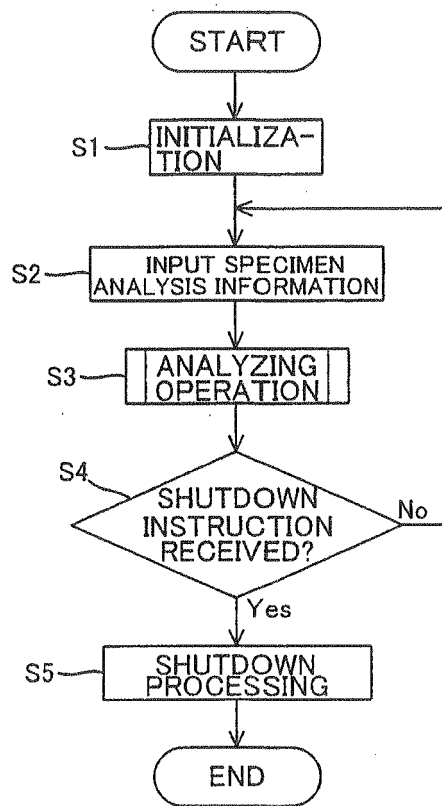 START
S1
INITIALIZA-
TION
S2
INPUT SPECIMEN
ANALYSIS INFORMATION
S3
ANALYZING
OPERATION
S4
SHUTDOWN
INSTRUCTION
RECEIVED?
No
Yes
S5
SHUTDOWN
PROCESSING
END